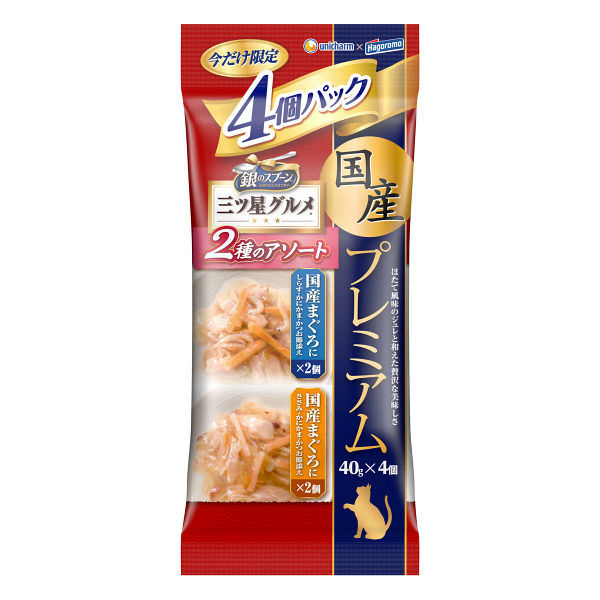 unicharm × Hagoromo
今だけ限定
4個パック
銀のスプーン
三ツ星グルメ
2種のアソート
国産
プレミアム
ほたて風味のジュレと和えた贅沢な美味しさ
国産まぐろに
しらす・かにかま・かつお節添え
×2個
国産まぐろに
ささみ・かにかま・かつお節添え
×2個
40g×4個